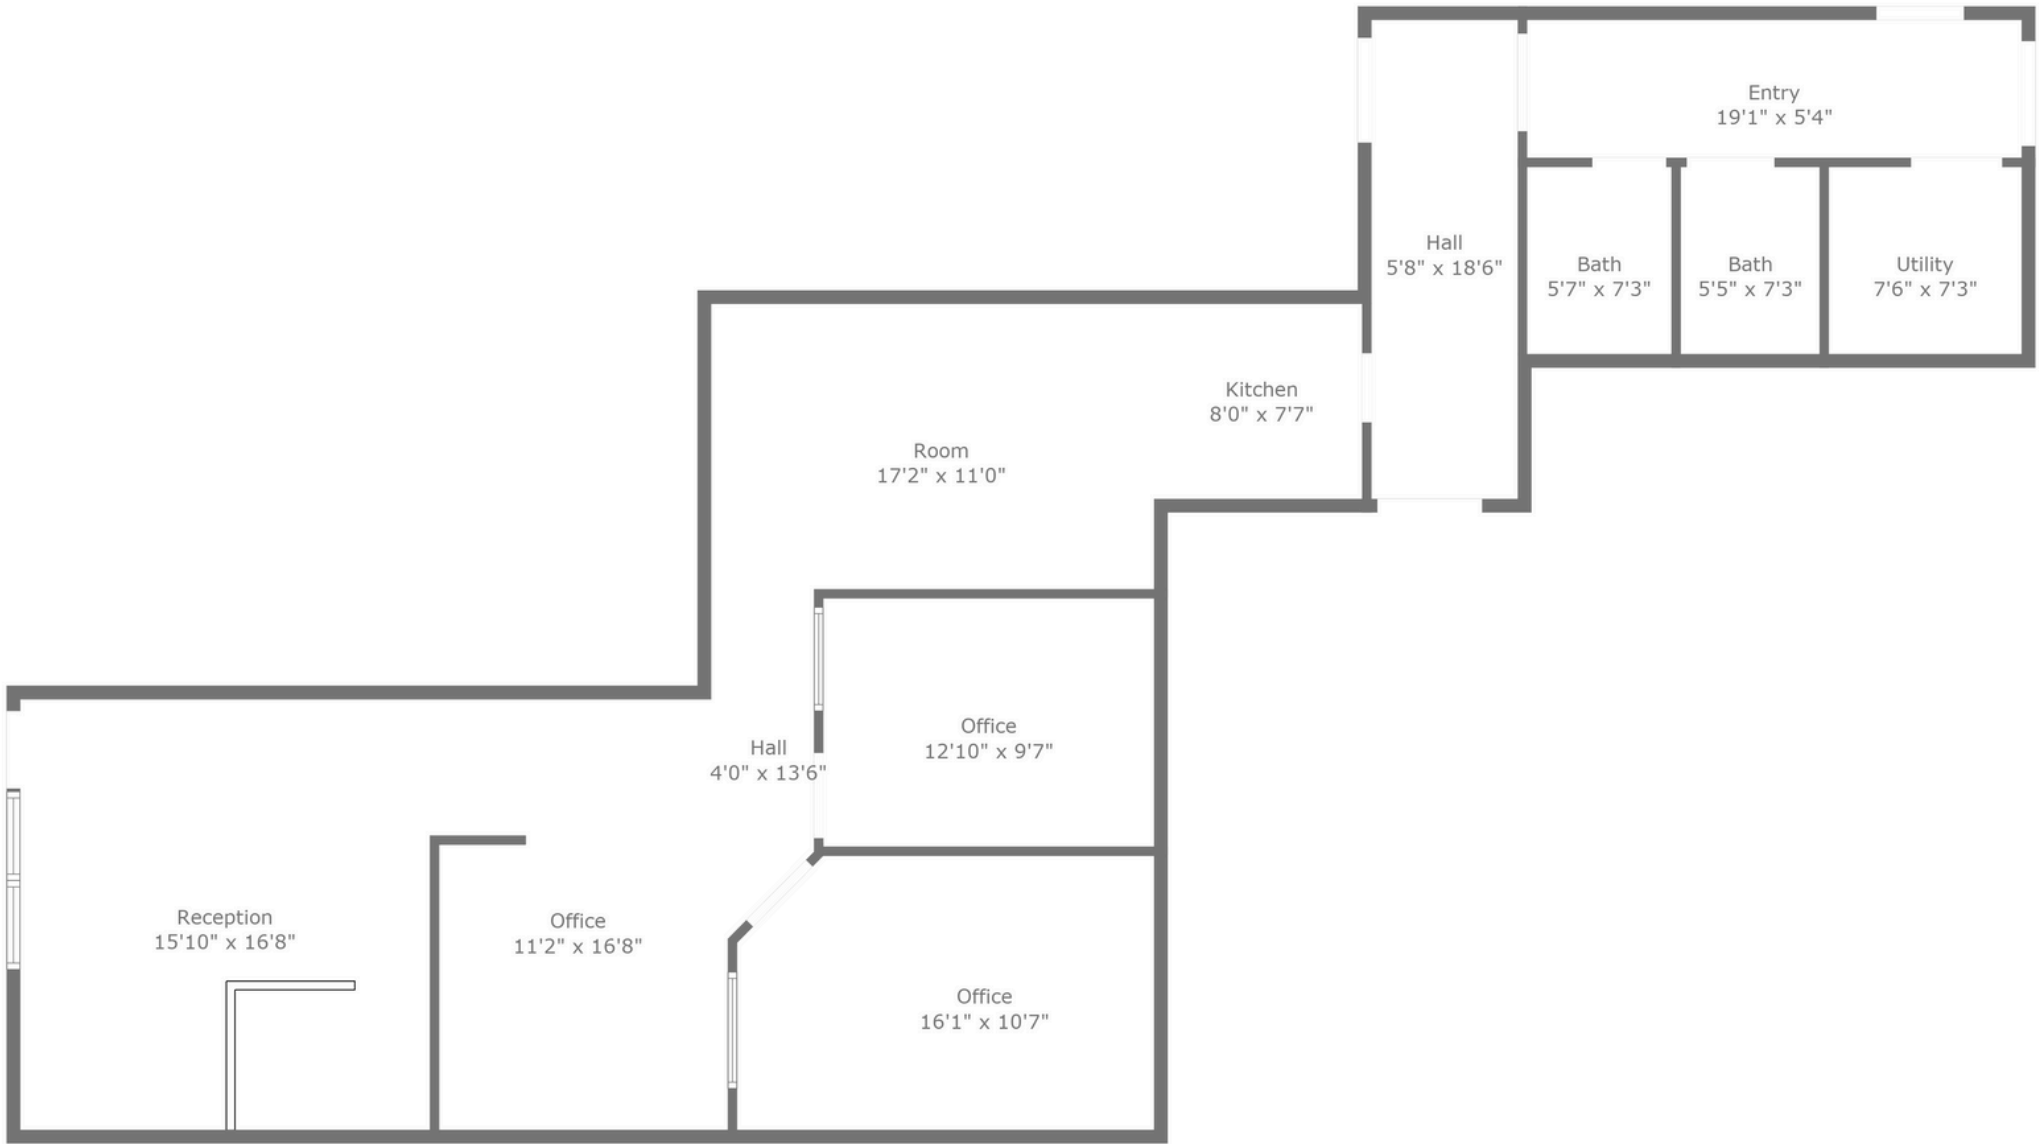 Entry
19'1" x 5'4"
Hall
5'8" x 18'6"
Bath
5'7" x 7'3"
Bath
5'5" x 7'3"
Utility
7'6" x 7'3"
Kitchen
8'0" x 7'7"
Room
17'2" x 11'0"
Office
12'10" x 9'7"
Hall
4'0" x 13'6"
Reception
15'10" x 16'8"
Office
11'2" x 16'8"
Office
16'1" x 10'7"